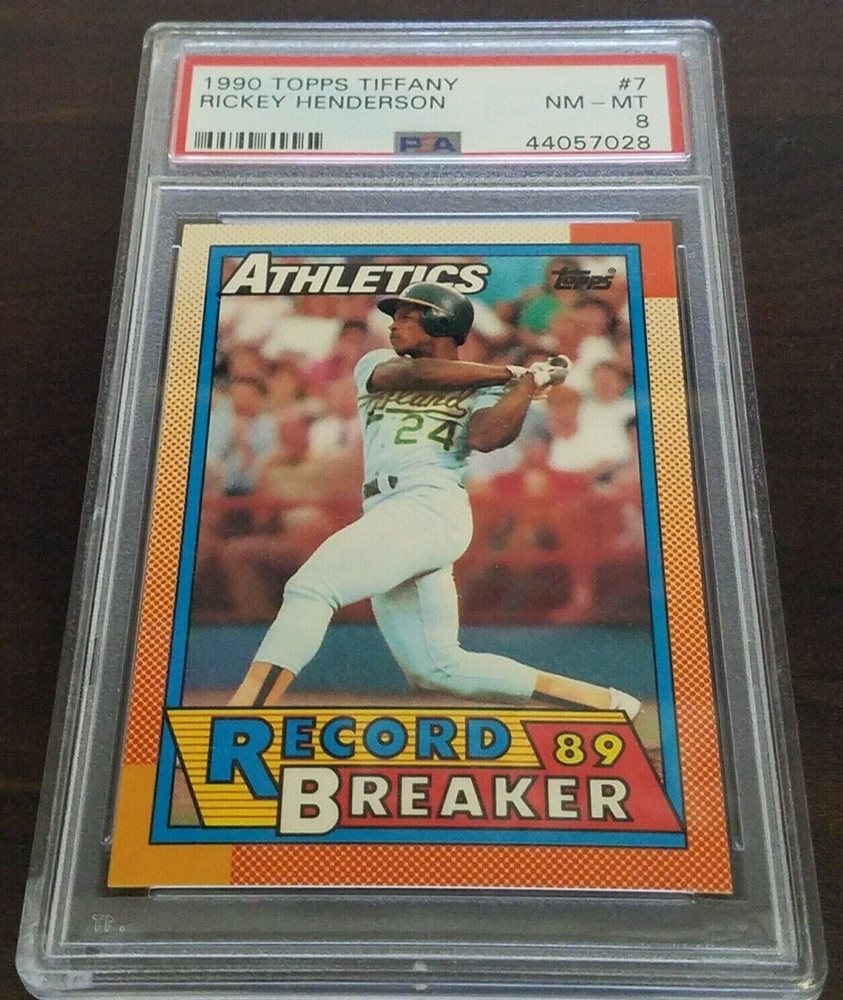 1990 TOPPS TIFFANY #7
RICKEY HENDERSON NM - MT
8
PSA 44057028
ATHLETICS
topps®
24
RECORD 89
BREAKER